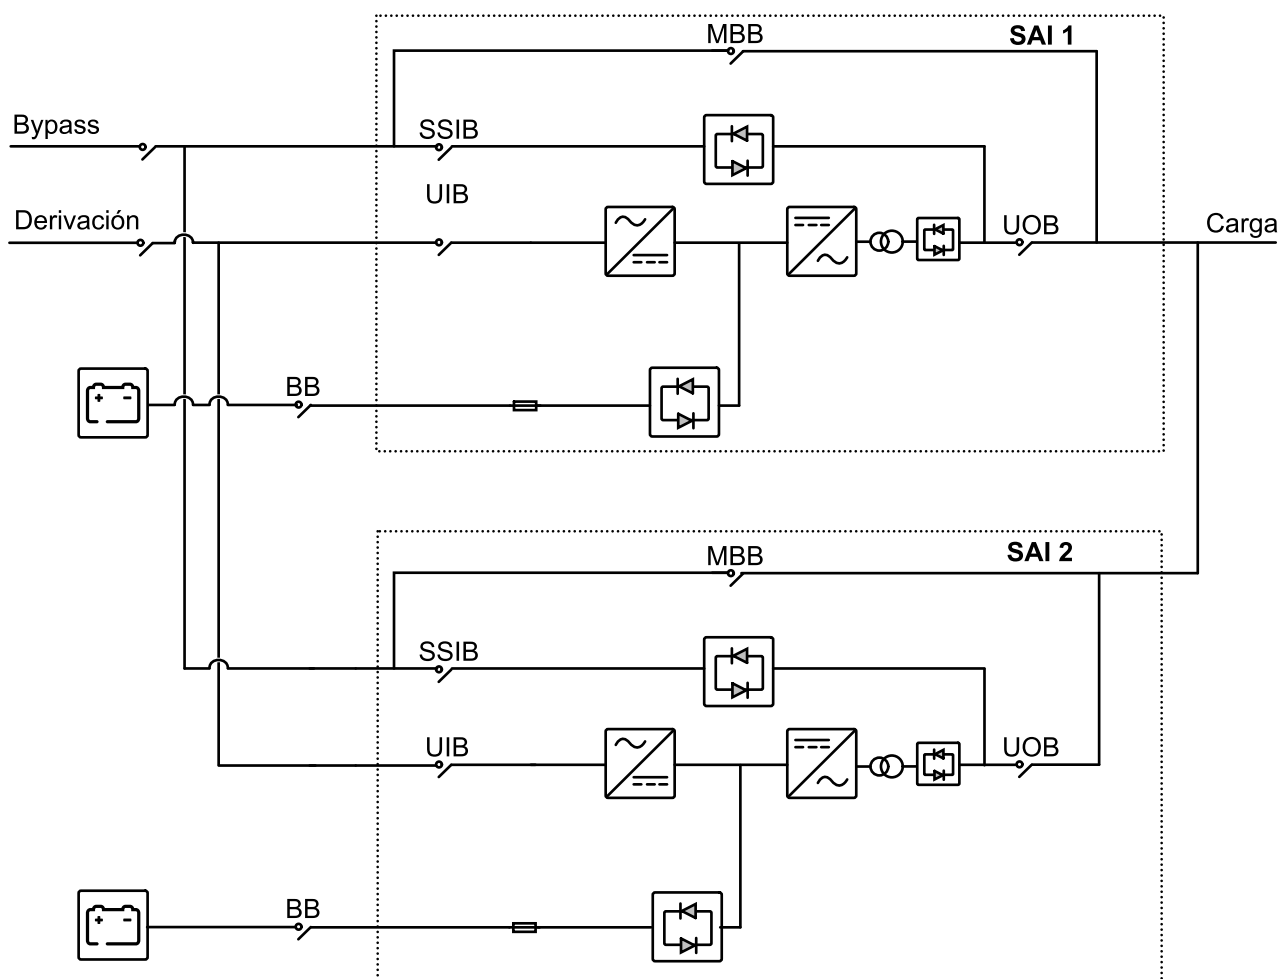 MBB
SAI 1
Bypass
SSIB
UIB
Derivación
UOB
Carga
BB
MBB
SAI 2
SSIB
UIB
UOB
BB